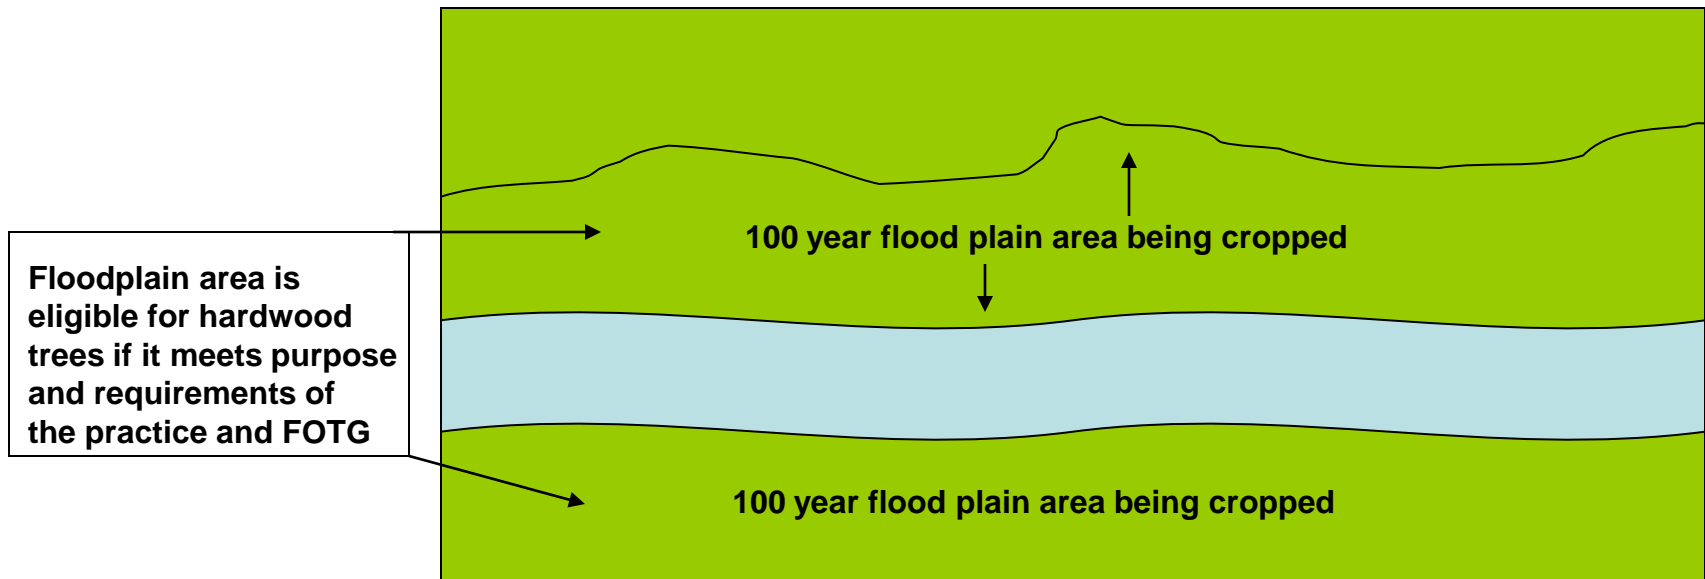 100 year flood plain area being cropped
Floodplain area is
eligible for hardwood
trees if it meets purpose
and requirements of
the practice and FOTG
100 year flood plain area being cropped